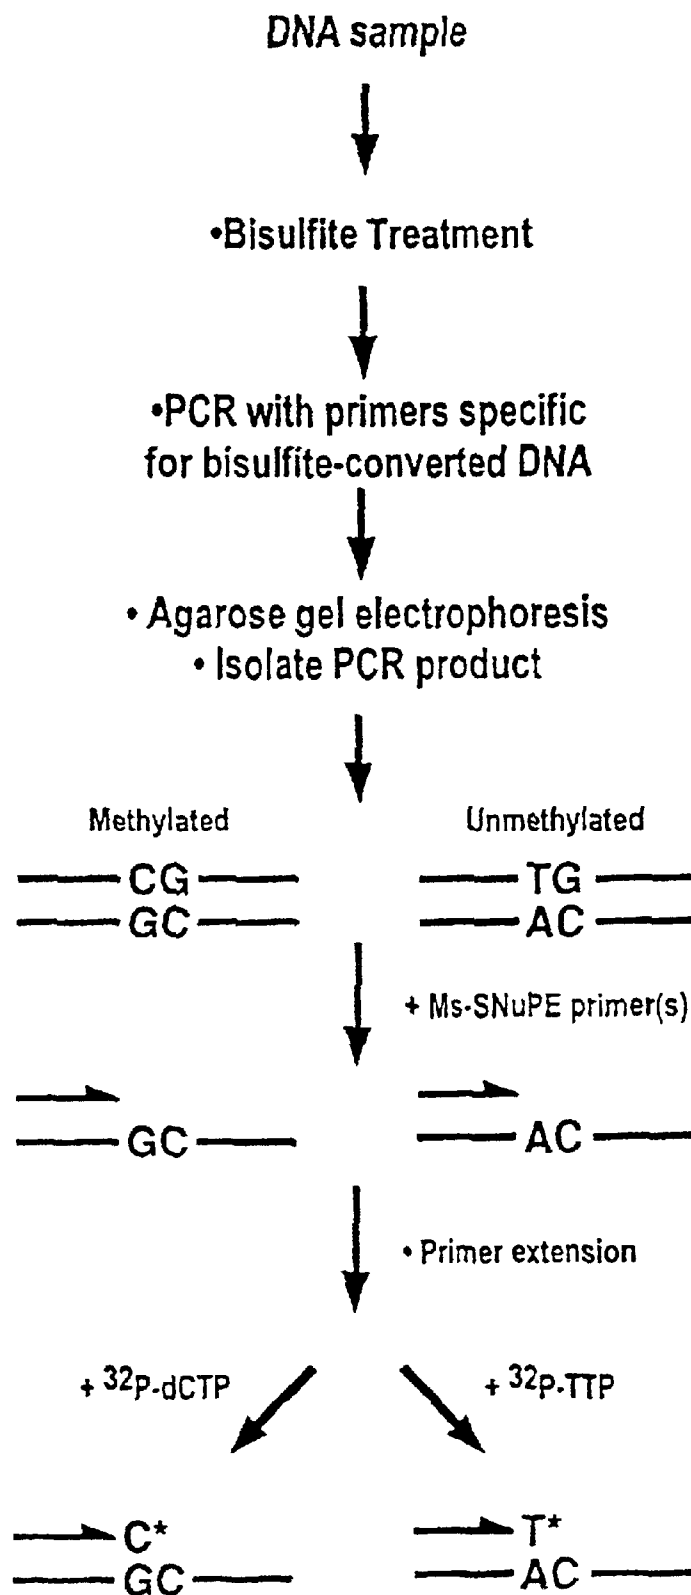 DNA sample
•Bisulfite Treatment
•PCR with primers specific
for bisulfite-converted DNA
• Agarose gel electrophoresis
• Isolate PCR product
Methylated Unmethylated
CG TG
GC AC
+ Ms-SNuPE primer(s)
GC AC
• Primer extension
+ ³²P-dCTP + ³²P-TTP
C* T*
GC AC